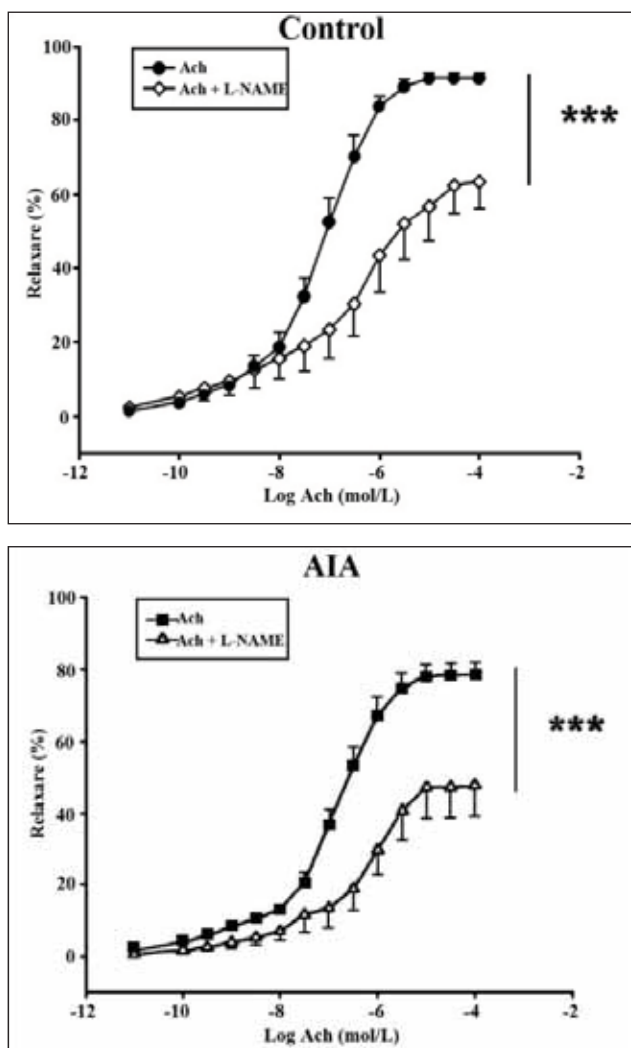 Control
100
80
60
40
20
0
Relaxare (%)
Ach
Ach + L-NAME
***
-12 -10 -8 -6 -4 -2
Log Ach (mol/L)
AIA
100
80
60
40
20
0
Relaxare (%)
Ach
Ach + L-NAME
***
-12 -10 -8 -6 -4 -2
Log Ach (mol/L)